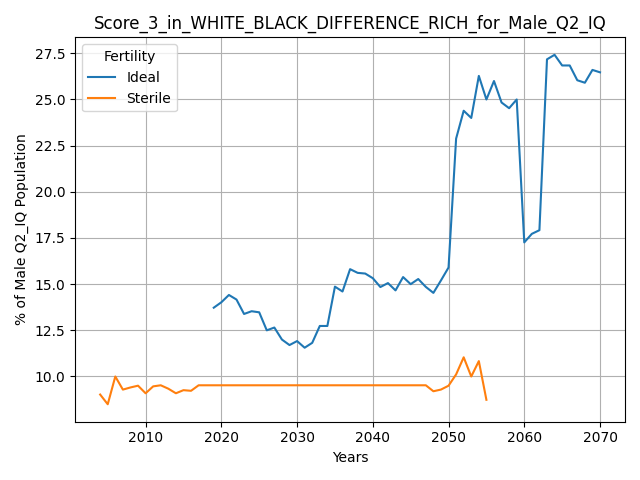 Score_3_in_WHITE_BLACK_DIFFERENCE_RICH_for_Male_Q2_IQ
Fertility
Ideal
Sterile
27.5
25.0
22.5
20.0
17.5
15.0
12.5
10.0
% of Male Q2_IQ Population
2010
2020
2030
2040
2050
2060
2070
Years